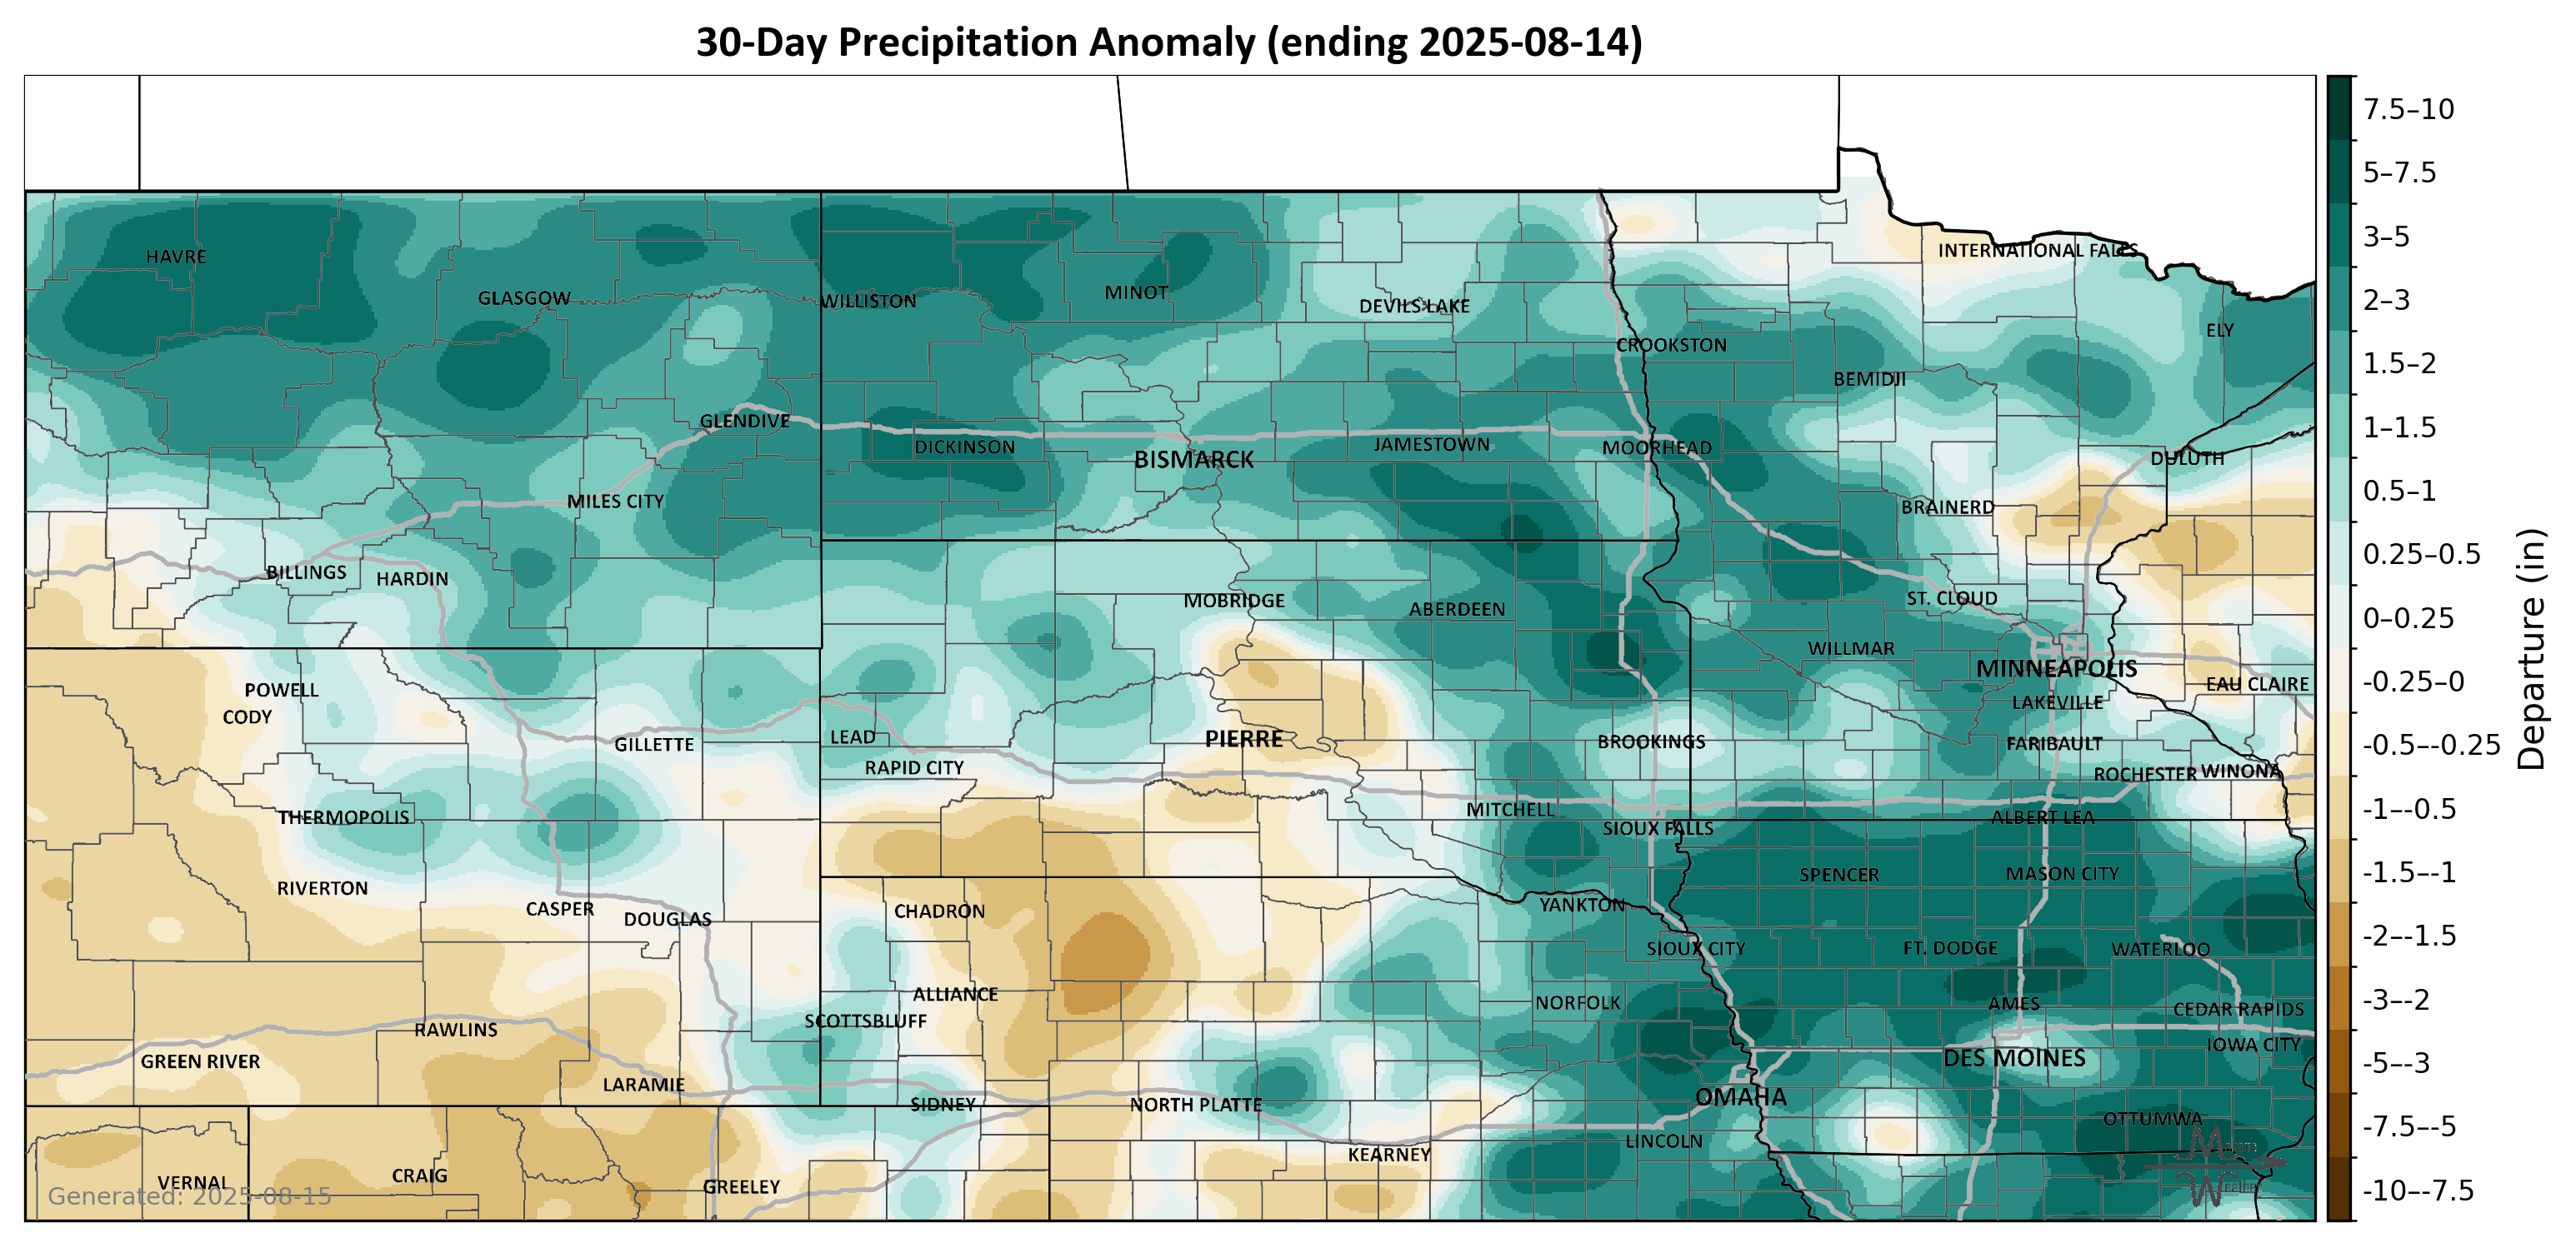 30-Day Precipitation Anomaly (ending 2025-08-14)
HAVRE
INTERNATIONAL FALLS
GLASGOW
WILLISTON
MINOT
DEVILS LAKE
ELY
CROOKSTON
BEMIDJI
GLENDIVE
DICKINSON
BISMARCK
JAMESTOWN
MOORHEAD
DULUTH
MILES CITY
BRAINERD
BILLINGS
HARDIN
MOBRIDGE
ABERDEEN
ST. CLOUD
WILLMAR
MINNEAPOLIS
POWELL
EAU CLAIRE
CODY
LAKEVILLE
GILLETTE
LEAD
PIERRE
BROOKINGS
FARIBAULT
RAPID CITY
ROCHESTER
WINONA
THERMOPOLIS
MITCHELL
ALBERT LEA
SIOUX FALLS
RIVERTON
SPENCER
MASON CITY
CASPER
DOUGLAS
CHADRON
YANKTON
SIOUX CITY
FT. DODGE
WATERLOO
ALLIANCE
NORFOLK
AMES
CEDAR RAPIDS
SCOTTSBLUFF
RAWLINS
IOWA CITY
GREEN RIVER
DES MOINES
LARAMIE
SIDNEY
NORTH PLATTE
OMAHA
OTTUMWA
LINCOLN
KEARNEY
VERNAL
CRAIG
GREELEY
Generated: 2025-08-15
7.5–10
5–7.5
3–5
2–3
1.5–2
1–1.5
0.5–1
0.25–0.5
0–0.25
-0.25–0
-0.5–-0.25
-1–-0.5
-1.5–-1
-2–-1.5
-3–-2
-5–-3
-7.5–-5
-10–-7.5
Departure (in)